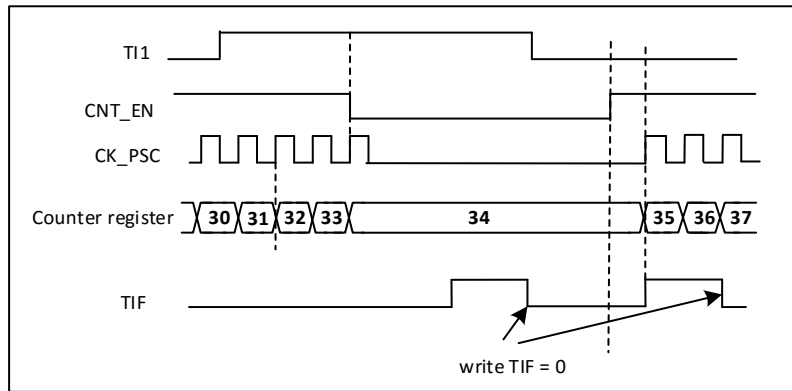 TI1
CNT_EN
CK_PSC
Counter register 30 31 32 33 34 35 36 37
TIF
write TIF = 0